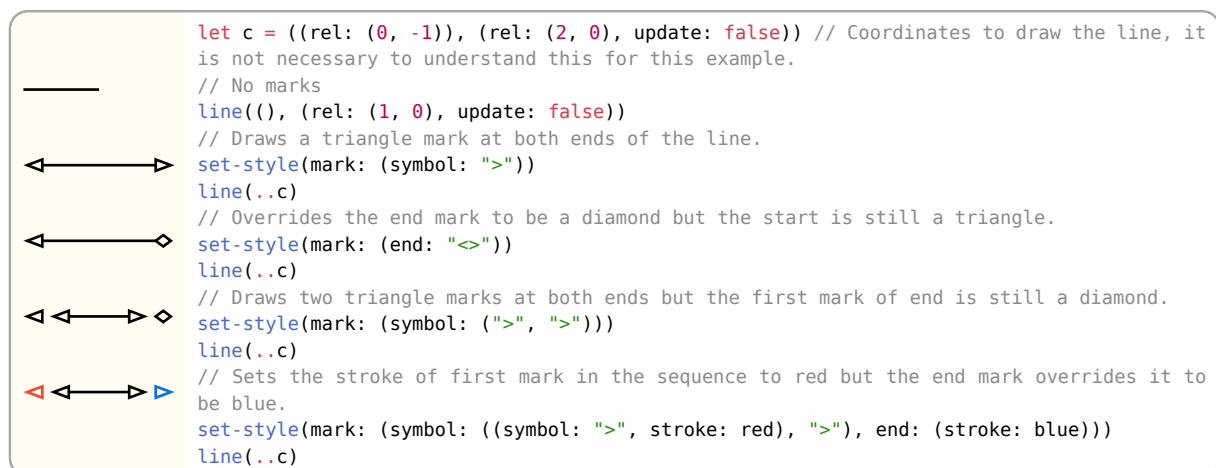 let c = ((rel: (0, -1)), (rel: (2, 0), update: false)) // Coordinates to draw the line, it
is not necessary to understand this for this example.
// No marks
line((), (rel: (1, 0), update: false))
// Draws a triangle mark at both ends of the line.
set-style(mark: (symbol: ">"))
line(..c)
// Overrides the end mark to be a diamond but the start is still a triangle.
set-style(mark: (end: "<>"))
line(..c)
// Draws two triangle marks at both ends but the first mark of end is still a diamond.
set-style(mark: (symbol: (">", ">")))
line(..c)
// Sets the stroke of first mark in the sequence to red but the end mark overrides it to
be blue.
set-style(mark: (symbol: ((symbol: ">", stroke: red), ">"), end: (stroke: blue)))
line(..c)